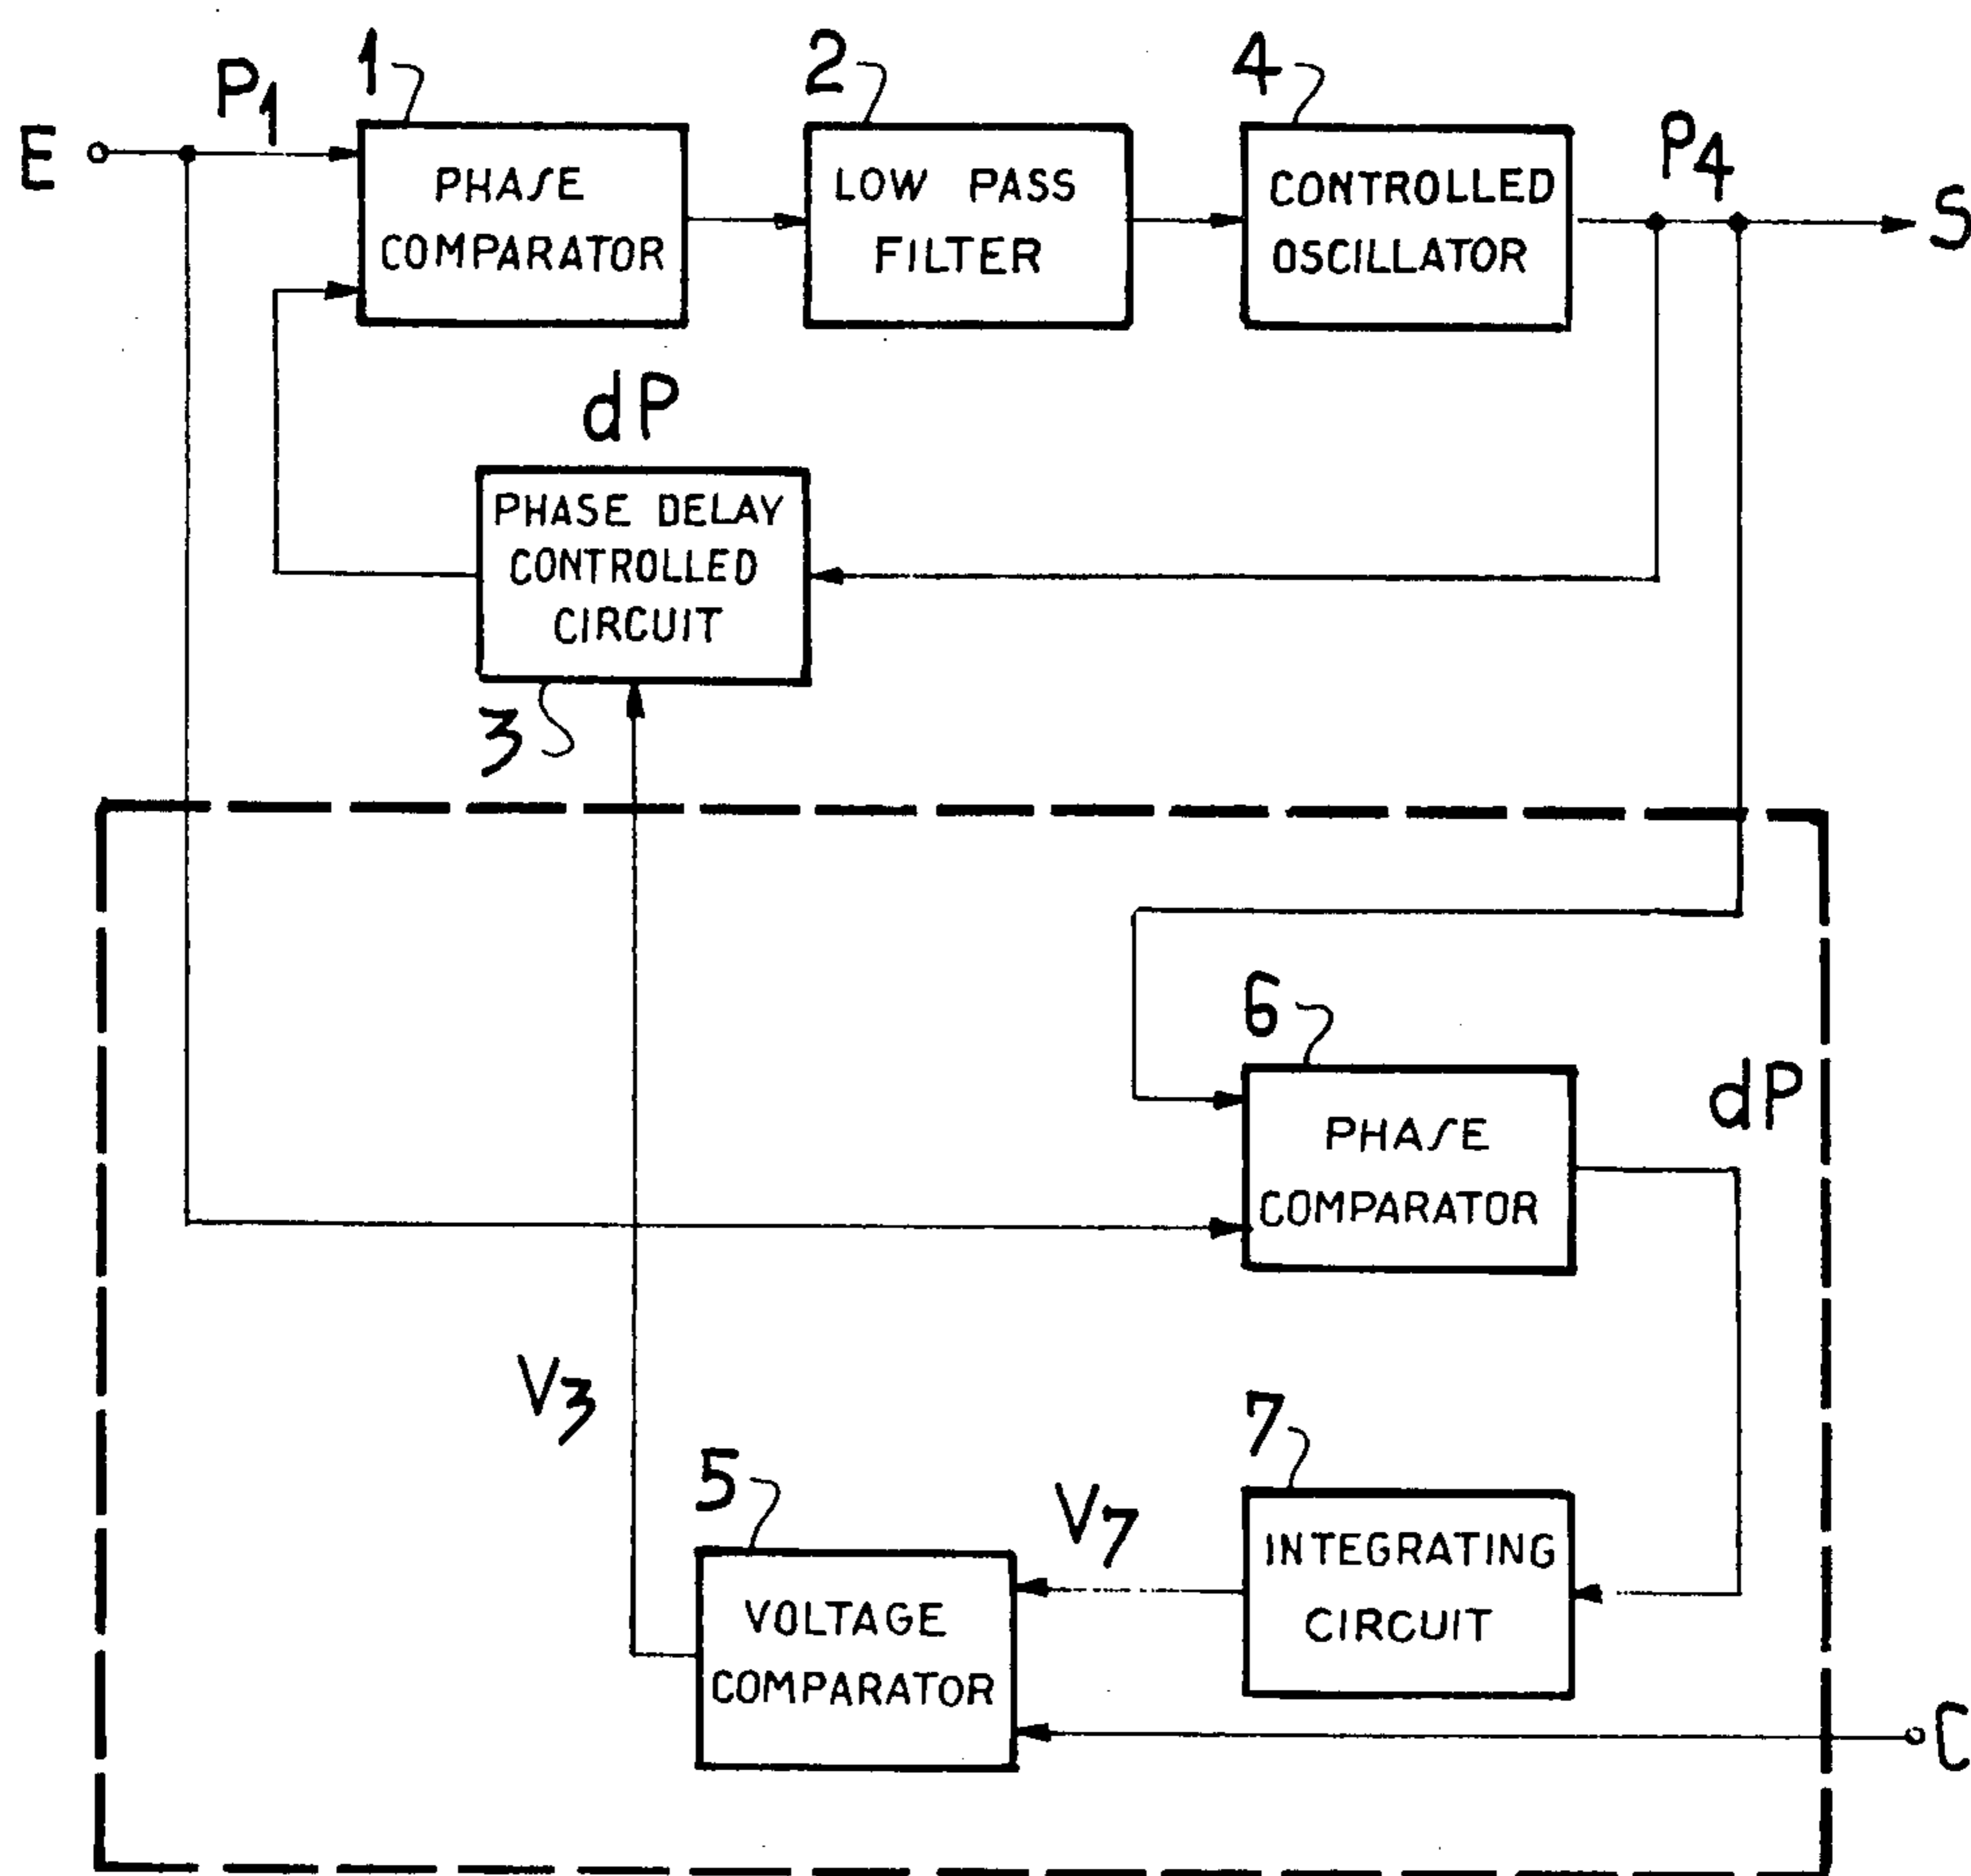 1
2
4
E
P1
P4
S
PHASE
COMPARATOR
LOW PASS
FILTER
CONTROLLED
OSCILLATOR
dP
PHASE DELAY
CONTROLLED
CIRCUIT
3
6
dP
PHASE
COMPARATOR
V3
7
5
V7
INTEGRATING
CIRCUIT
VOLTAGE
COMPARATOR
C